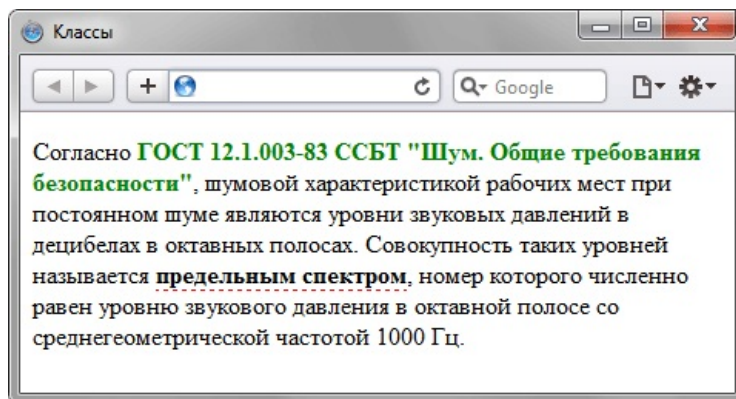 Классы
Google
Согласно ГОСТ 12.1.003-83 ССБТ "Шум. Общие требования
безопасности", шумовой характеристикой рабочих мест при
постоянном шуме являются уровни звуковых давлений в
децибелах в октавных полосах. Совокупность таких уровней
называется предельным спектром, номер которого численно
равен уровню звукового давления в октавной полосе со
среднегеометрической частотой 1000 Гц.